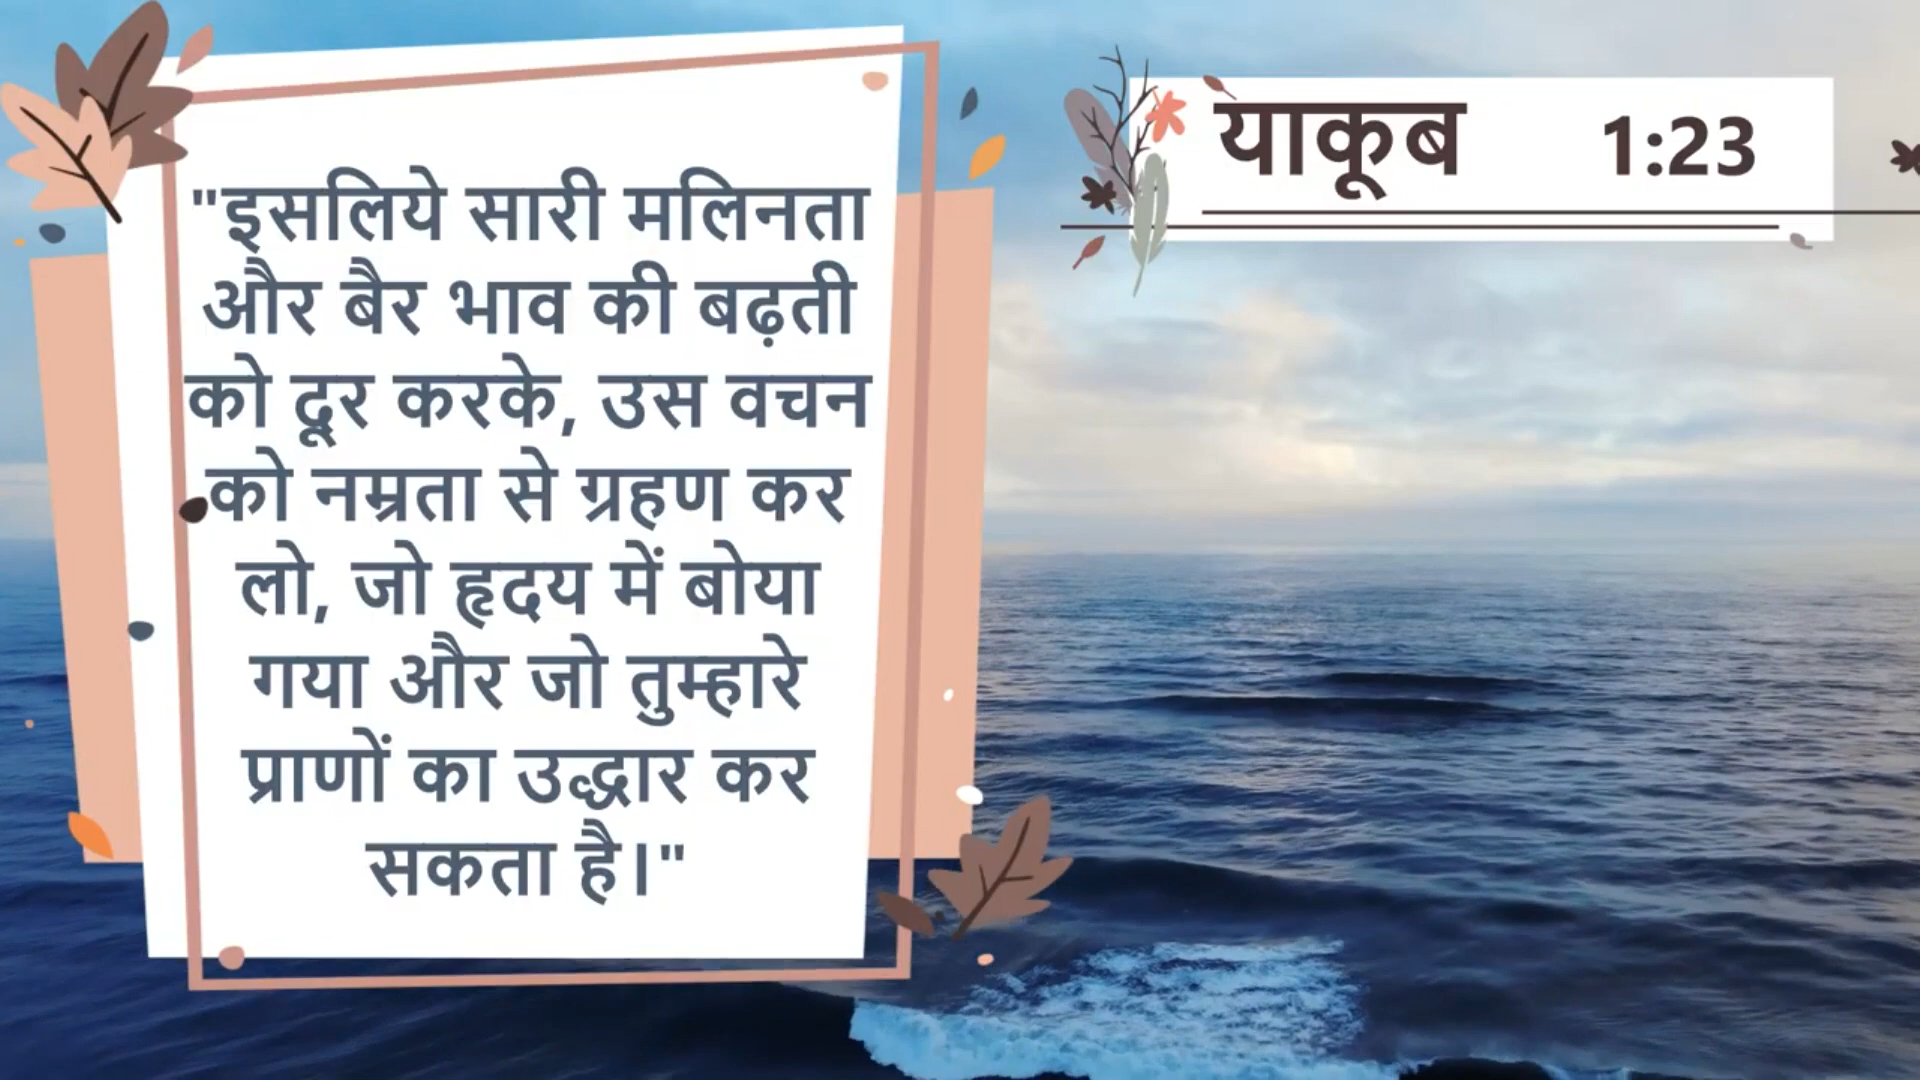 "इसलिये सारी मलिनता
और बैर भाव की बढ़ती
को दूर करके, उस वचन
को नम्रता से ग्रहण कर
लो, जो हृदय में बोया
गया और जो तुम्हारे
प्राणों का उद्धार कर
सकता है।"
याकूब 1:23